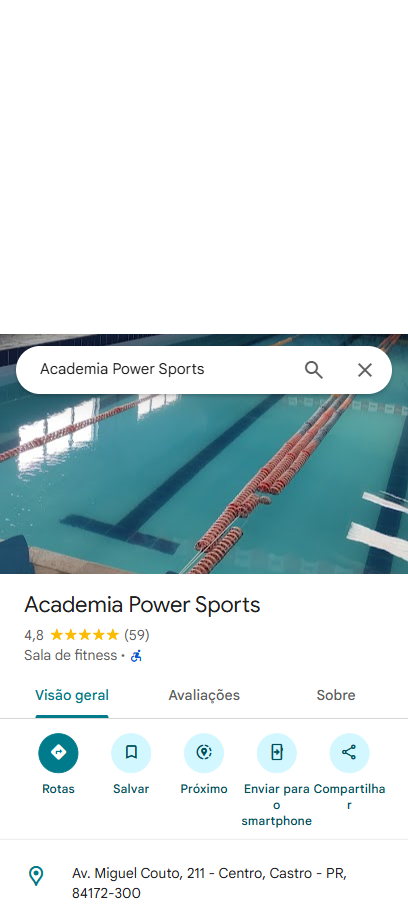 Academia Power Sports
Academia Power Sports
4,8 (59)
Sala de fitness •
Visão geral Avaliações Sobre
Rotas Salvar Próximo Enviar para o smartphone Compartilhar
Av. Miguel Couto, 211 - Centro, Castro - PR,
84172-300